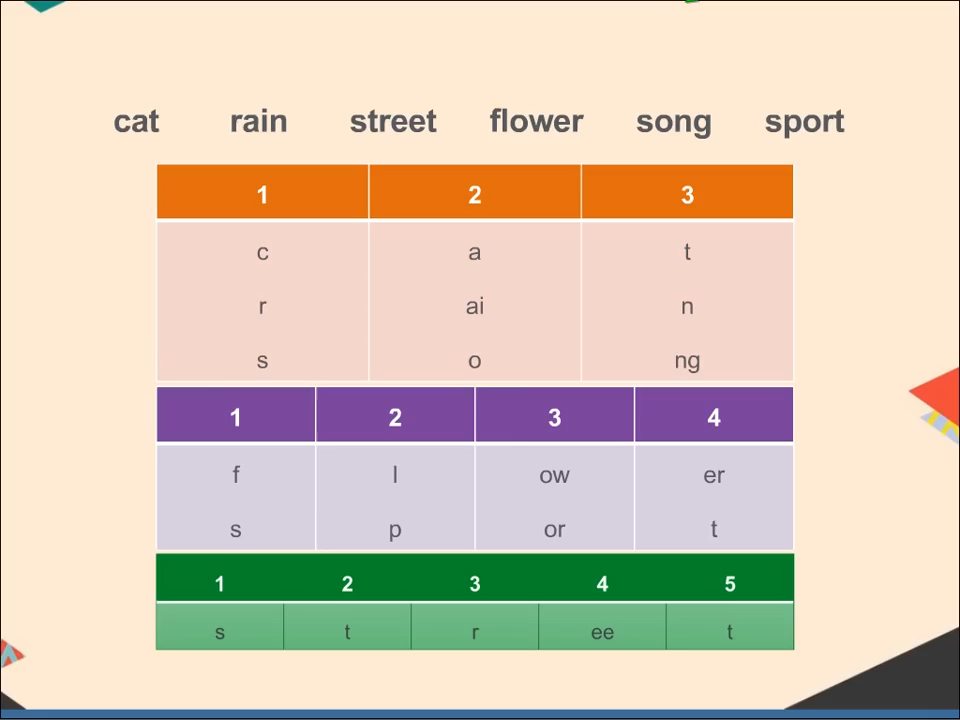 cat rain street flower song sport
1 2 3
c a t
r ai n
s o ng
1 2 3 4
f l ow er
s p or t
1 2 3 4 5
s t r ee t